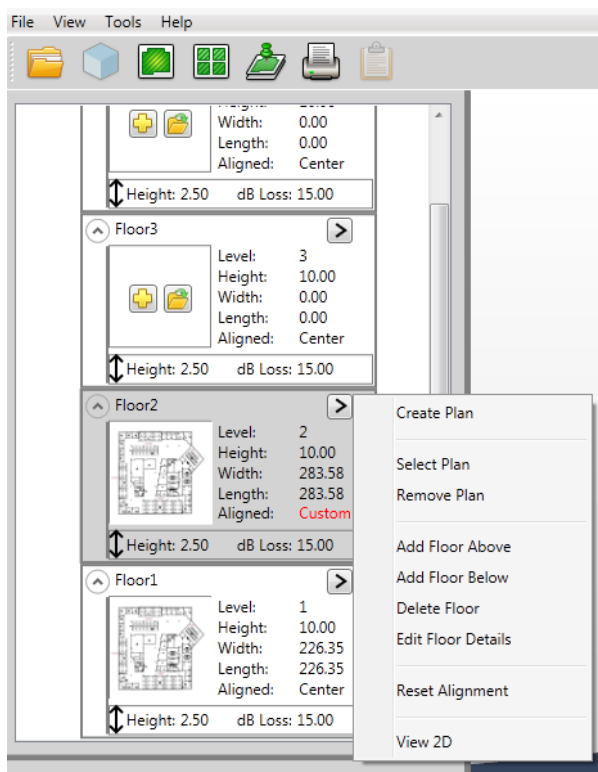 File View Tools Help
Width: 0.00
Length: 0.00
Aligned: Center
Height: 2.50 dB Loss: 15.00
Floor3
Level: 3
Height: 10.00
Width: 0.00
Length: 0.00
Aligned: Center
Height: 2.50 dB Loss: 15.00
Floor2
Level: 2
Height: 10.00
Width: 283.58
Length: 283.58
Aligned: Custom
Height: 2.50 dB Loss: 15.00
Floor1
Level: 1
Height: 10.00
Width: 226.35
Length: 226.35
Aligned: Center
Height: 2.50 dB Loss: 15.00
Create Plan
Select Plan
Remove Plan
Add Floor Above
Add Floor Below
Delete Floor
Edit Floor Details
Reset Alignment
View 2D